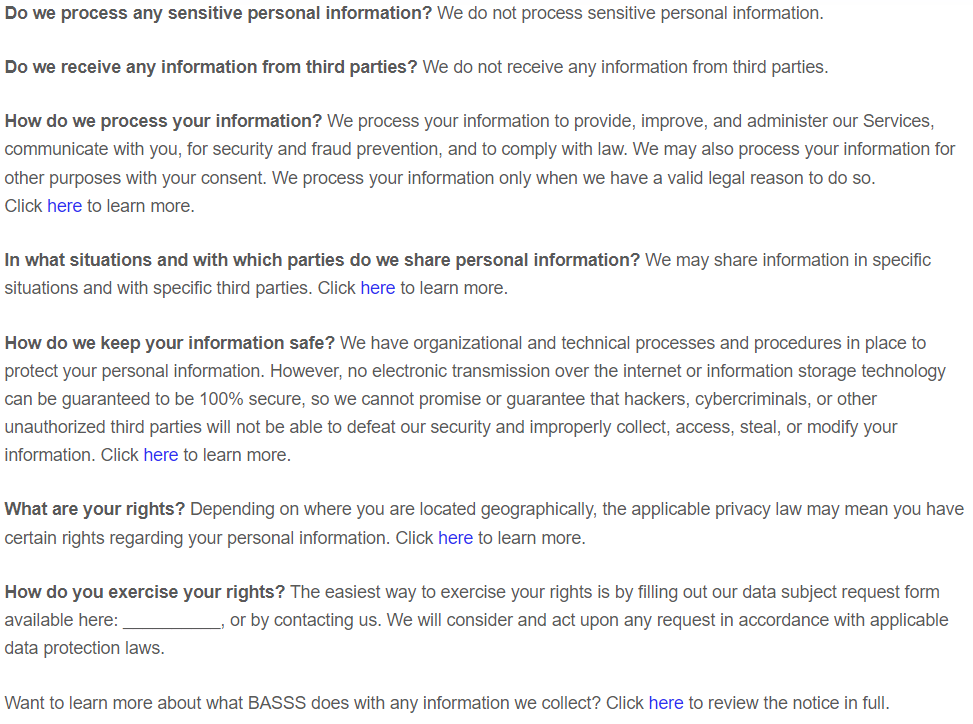 Do we process any sensitive personal information? We do not process sensitive personal information.
Do we receive any information from third parties? We do not receive any information from third parties.
How do we process your information? We process your information to provide, improve, and administer our Services,
communicate with you, for security and fraud prevention, and to comply with law. We may also process your information for
other purposes with your consent. We process your information only when we have a valid legal reason to do so.
Click here to learn more.
In what situations and with which parties do we share personal information? We may share information in specific
situations and with specific third parties. Click here to learn more.
How do we keep your information safe? We have organizational and technical processes and procedures in place to
protect your personal information. However, no electronic transmission over the internet or information storage technology
can be guaranteed to be 100% secure, so we cannot promise or guarantee that hackers, cybercriminals, or other
unauthorized third parties will not be able to defeat our security and improperly collect, access, steal, or modify your
information. Click here to learn more.
What are your rights? Depending on where you are located geographically, the applicable privacy law may mean you have
certain rights regarding your personal information. Click here to learn more.
How do you exercise your rights? The easiest way to exercise your rights is by filling out our data subject request form
available here: __________, or by contacting us. We will consider and act upon any request in accordance with applicable
data protection laws.
Want to learn more about what BASSS does with any information we collect? Click here to review the notice in full.